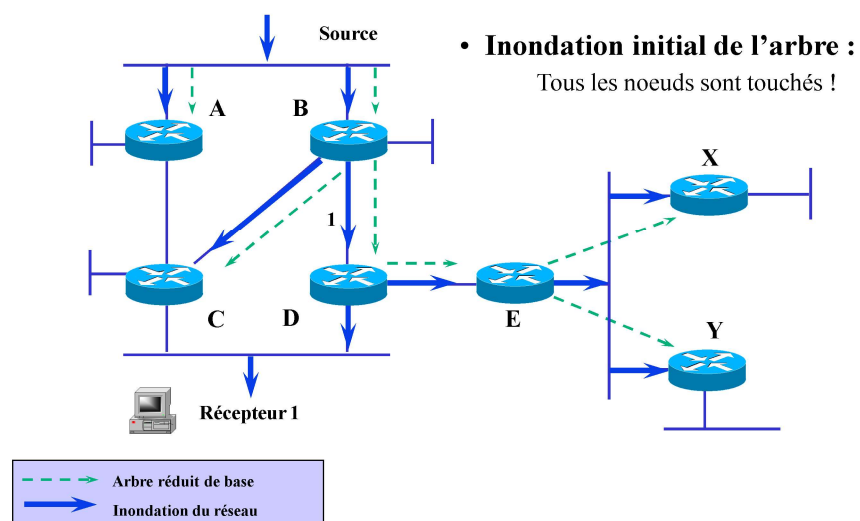 Source
• Inondation initial de l'arbre :
Tous les noeuds sont touchés !
A
B
X
1
C
D
E
Y
Récepteur 1
Arbre réduit de base
Inondation du réseau